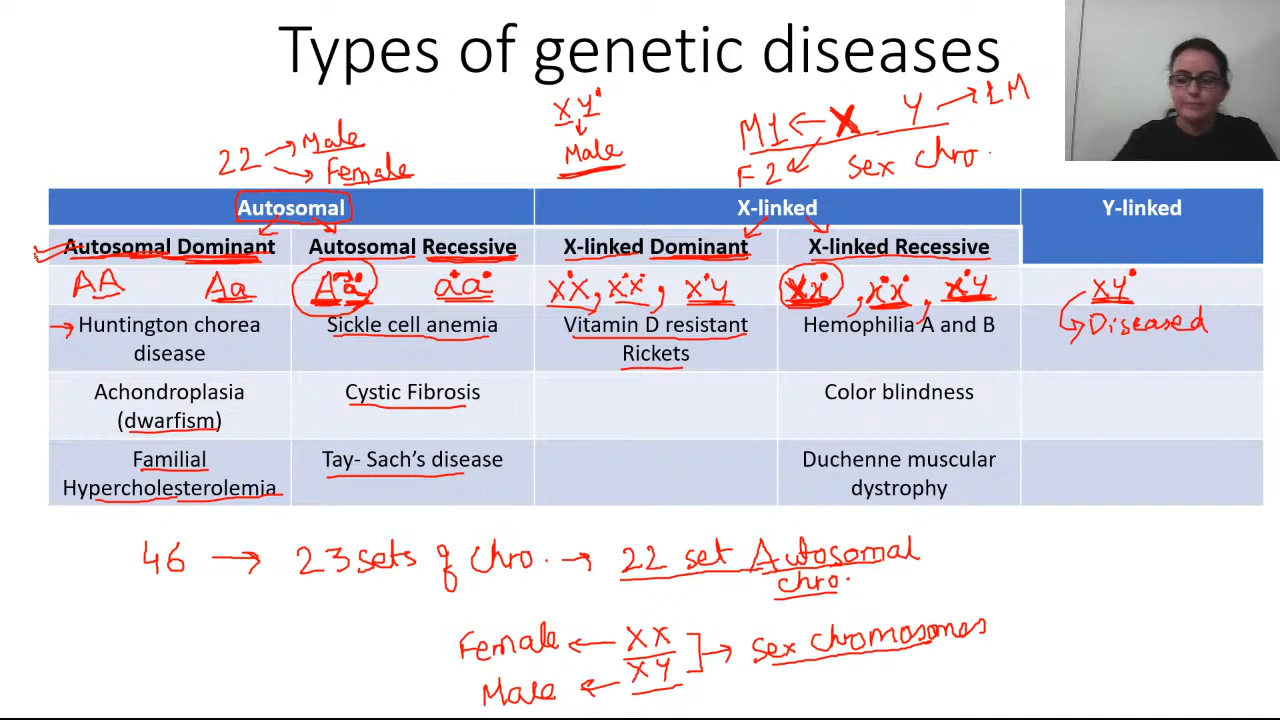 Types of genetic diseases
22 → Male
→ Female
XY
Male
M1 ← X Y → 1M
F 2 sex chro.
Autosomal X-linked Y-linked
Autosomal Dominant Autosomal Recessive X-linked Dominant X-linked Recessive
AA Aa Aa aa XX, XX, XY XX, XX, XY XY
Huntington chorea Sickle cell anemia Vitamin D resistant Hemophilia A and B Diseased
disease Rickets
Achondroplasia Cystic Fibrosis Color blindness
(dwarfism)
Familial Tay- Sach's disease Duchenne muscular
Hypercholesterolemia dystrophy
46 → 23 sets of chro. → 22 set Autosomal
chro.
Female ← XX
XY → sex chromosomes
Male ←